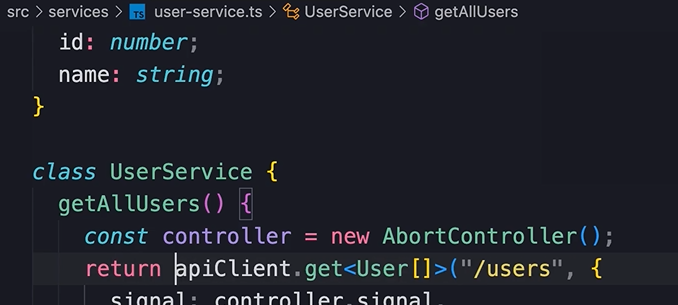 src > services > TS user-service.ts > UserService > getAllUsers
id: number;
name: string;
}
class UserService {
getAllUsers() {
const controller = new AbortController();
return apiClient.get<User[]>("/users", {
signal: controller.signal,